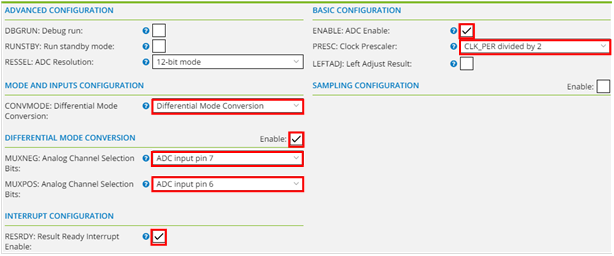 ADVANCED CONFIGURATION
DBGRUN: Debug run:
RUNSTBY: Run standby mode:
RESSEL: ADC Resolution:
12-bit mode
MODE AND INPUTS CONFIGURATION
CONVMODE: Differential Mode
Conversion:
Differential Mode Conversion
DIFFERENTIAL MODE CONVERSION
Enable:
MUXNEG: Analog Channel Selection
Bits:
ADC input pin 7
MUXPOS: Analog Channel Selection
Bits:
ADC input pin 6
INTERRUPT CONFIGURATION
RESRDY: Result Ready Interrupt
Enable:
BASIC CONFIGURATION
ENABLE: ADC Enable:
PRESC: Clock Prescaler:
CLK_PER divided by 2
LEFTADJ: Left Adjust Result:
SAMPLING CONFIGURATION
Enable: